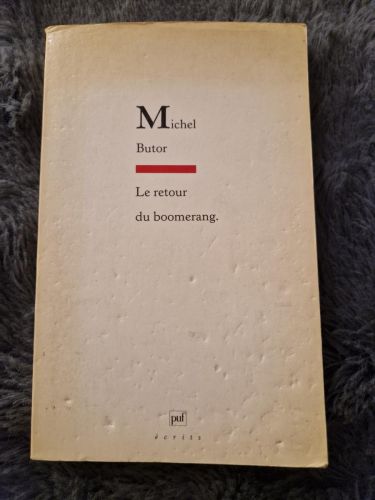 Michel
Butor
Le retour
du boomerang.
puf
écrits